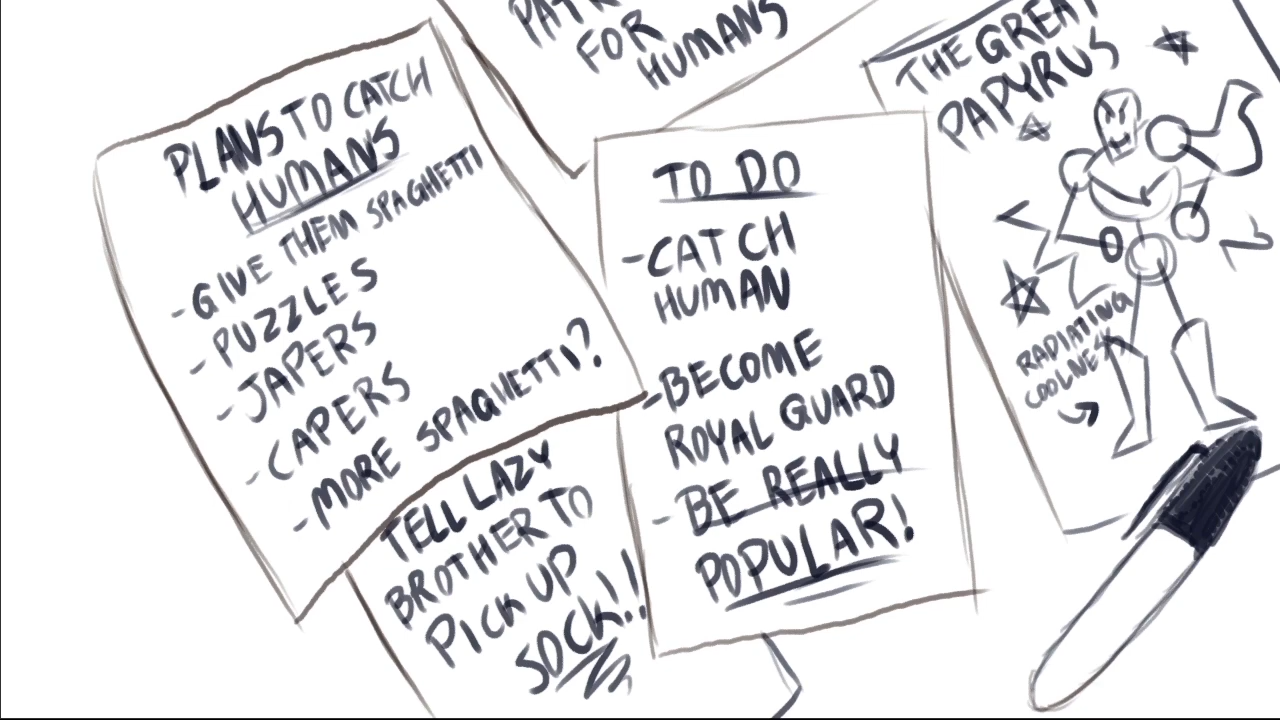 PLANS TO CATCH
HUMANS
- GIVE THEM SPAGHETTI
- PUZZLES
- JAPERS
- CAPERS
- MORE SPAGHETTI?
FOR
HUMANS
TELL LAZY
BROTHER TO
PICK UP
SOCK!!
TO DO
- CATCH
HUMAN
- BECOME
ROYAL GUARD
- BE REALLY
POPULAR!
THE GREAT
PAPYRUS
RADIATING
COOLNESS